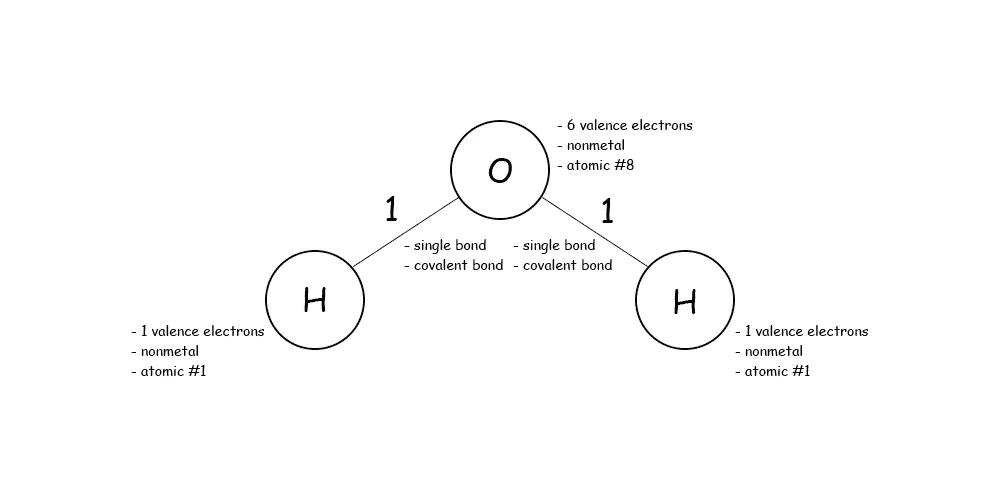 - 6 valence electrons
- nonmetal
- atomic #8
O
1
1
- single bond
- covalent bond
- single bond
- covalent bond
H
H
- 1 valence electrons
- nonmetal
- atomic #1
- 1 valence electrons
- nonmetal
- atomic #1